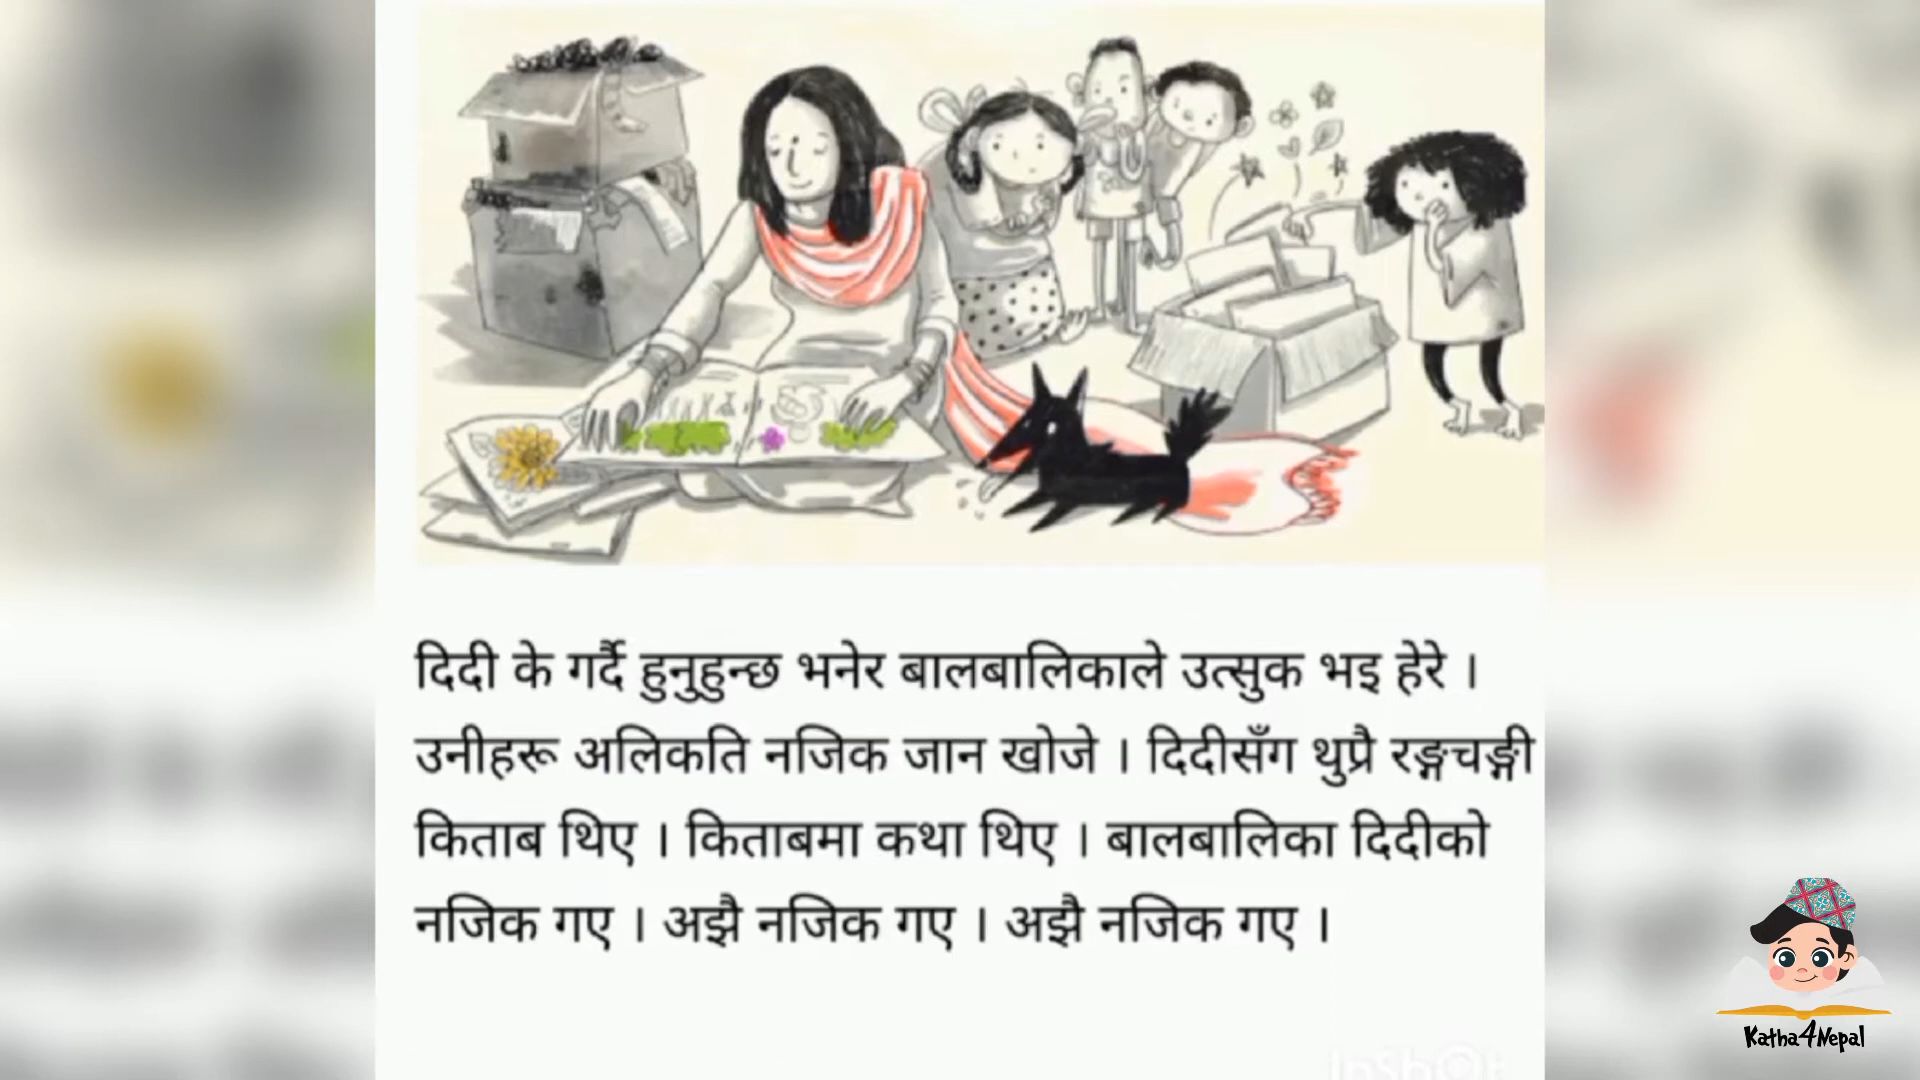 दिदी के गर्दै हुनुहुन्छ भनेर बालबालिकाले उत्सुक भइ हेरे ।
उनीहरू अलिकति नजिक जान खोजे । दिदीसँग थुप्रै रङ्गचङ्गी
किताब थिए । किताबमा कथा थिए । बालबालिका दिदीको
नजिक गए । अझै नजिक गए । अझै नजिक गए ।
Katha4Nepal
InShOt